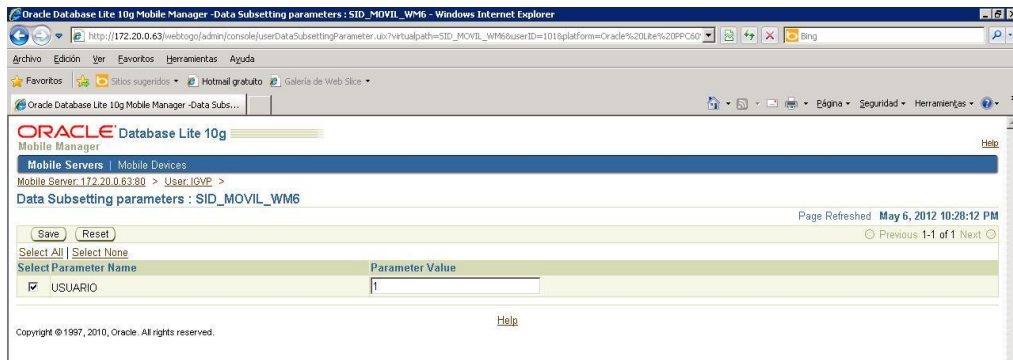 Oracle Database Lite 10g Mobile Manager -Data Subsetting parameters : SID_MOVIL_WM6 - Windows Internet Explorer
http://172.20.0.63/webtogo/admin/console/userDataSubsettingParameter.uix?virtualpath=SID_MOVIL_WM6&userID=101&platform=Oracle%20Lite%20PPC60
Bing
Archivo Edición Ver Favoritos Herramientas Ayuda
Favoritos Sitios sugeridos Hotmail gratuito Galería de Web Slice
Oracle Database Lite 10g Mobile Manager -Data Subs...
Página Seguridad Herramientas
ORACLE Database Lite 10g
Mobile Manager
Help
Mobile Servers | Mobile Devices
Mobile Server: 172.20.0.63:80 > User: IGVP >
Data Subsetting parameters : SID_MOVIL_WM6
Page Refreshed May 6, 2012 10:28:12 PM
Save Reset
Previous 1-1 of 1 Next
Select All | Select None
Select Parameter Name Parameter Value
USUARIO 1
Help
Copyright © 1997, 2010, Oracle. All rights reserved.